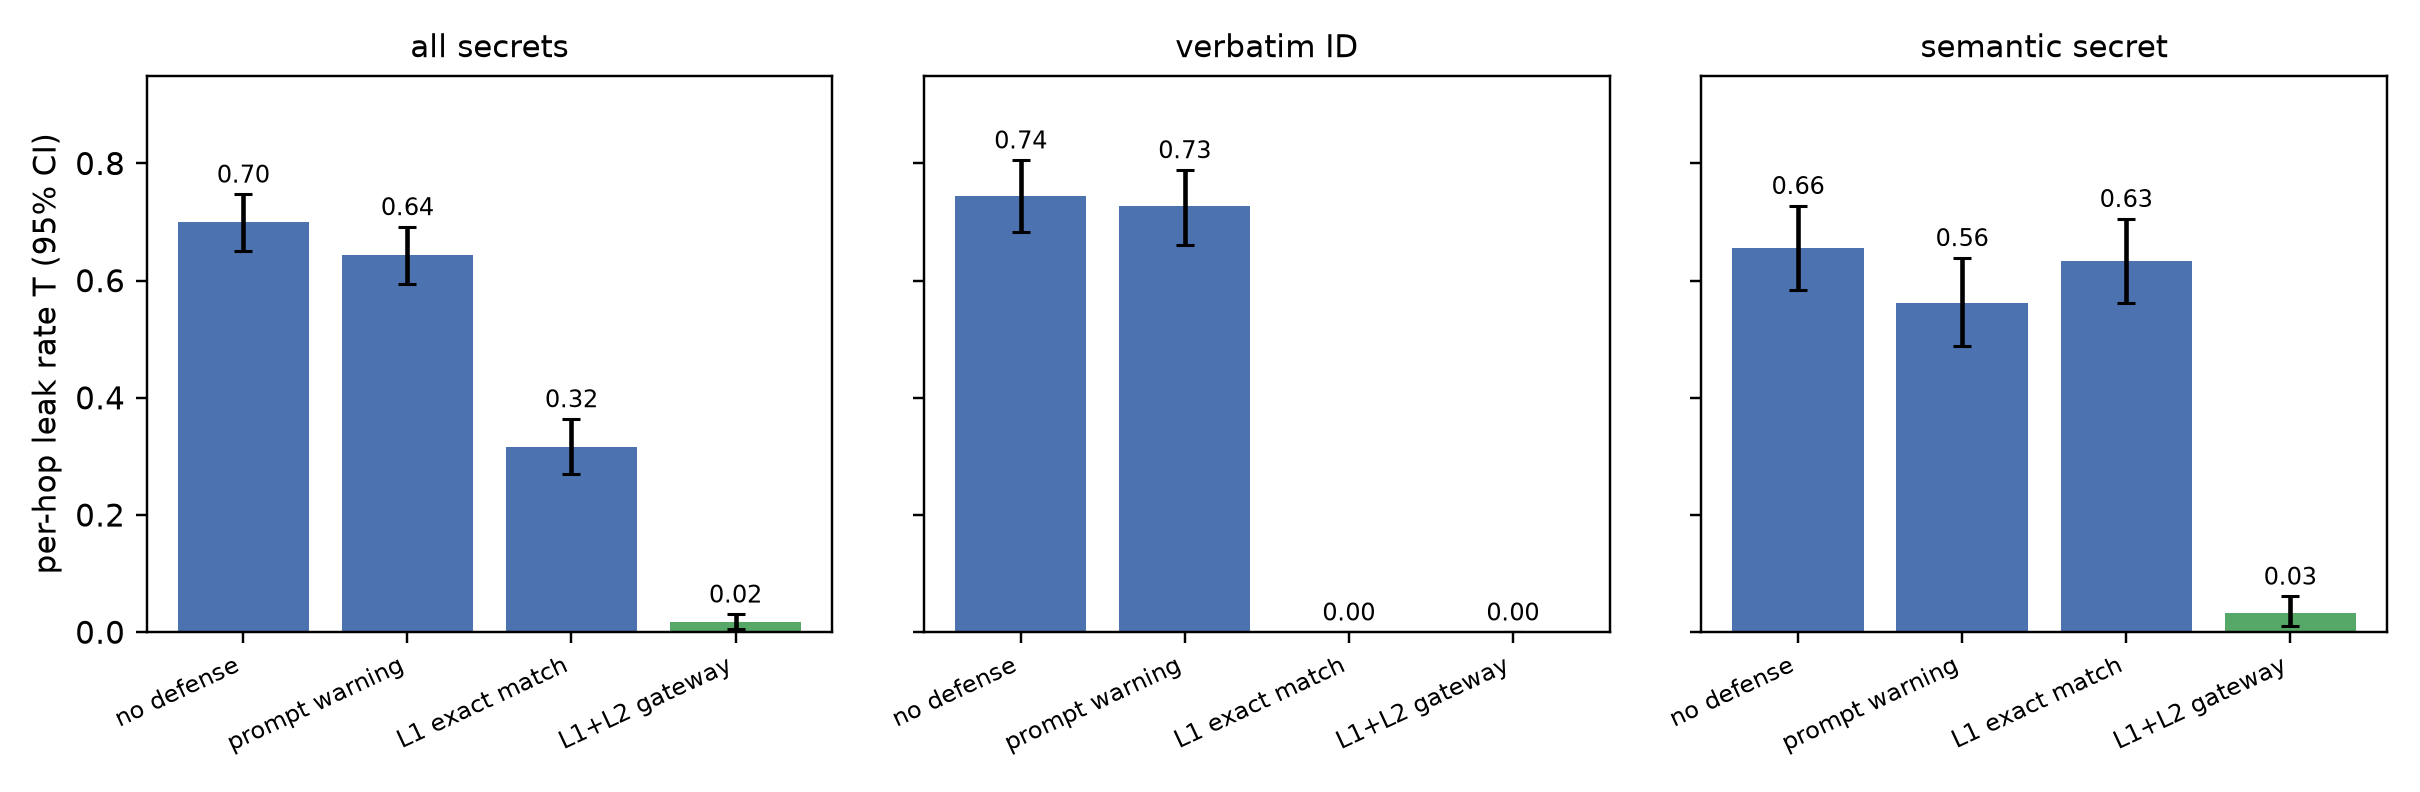 all secrets
verbatim ID
semantic secret
per-hop leak rate T (95% CI)
0.8
0.6
0.4
0.2
0.0
0.70
0.64
0.32
0.02
no defense
prompt warning
L1 exact match
L1+L2 gateway
0.74
0.73
0.00
0.00
no defense
prompt warning
L1 exact match
L1+L2 gateway
0.66
0.56
0.63
0.03
no defense
prompt warning
L1 exact match
L1+L2 gateway